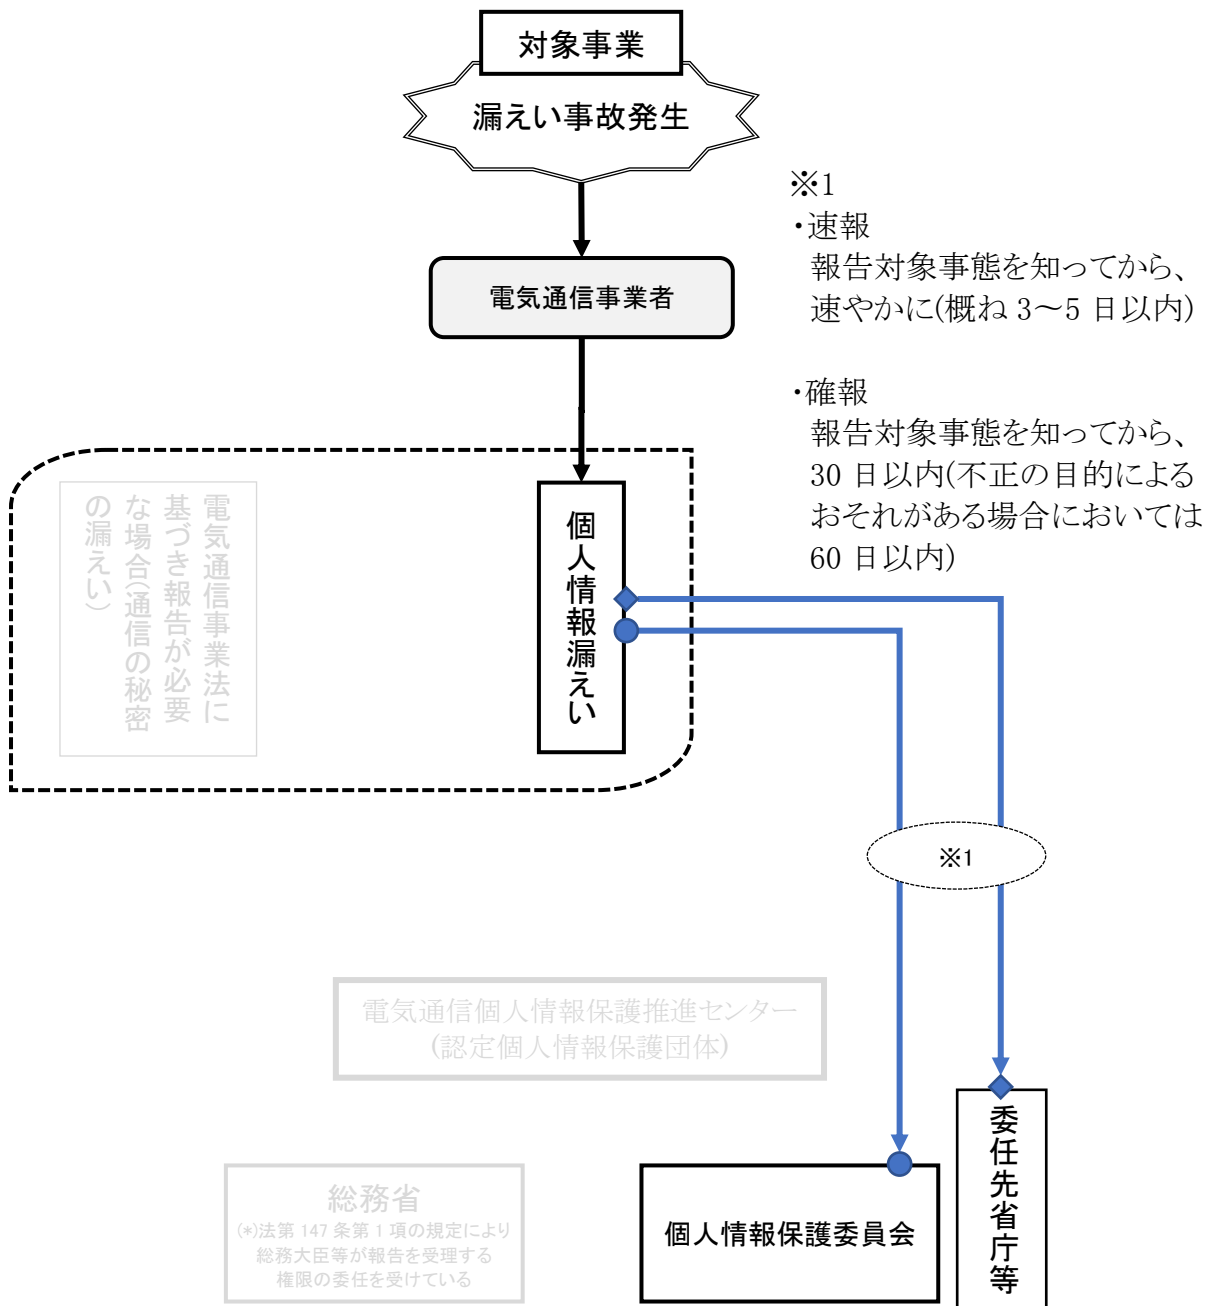 対象事業
漏えい事故発生
※1
・速報
報告対象事態を知ってから、
速やかに(概ね 3～5 日以内)
電気通信事業者
・確報
報告対象事態を知ってから、
30 日以内(不正の目的による
おそれがある場合においては
60 日以内)
電気通信事業法に
基づき報告が必要
な場合(通信の秘密
の漏えい)
個人情報漏えい
※1
電気通信個人情報保護推進センター
(認定個人情報保護団体)
委任先省庁等
総務省
(*)法第 147 条第 1 項の規定により
総務大臣等が報告を受理する
権限の委任を受けている
個人情報保護委員会